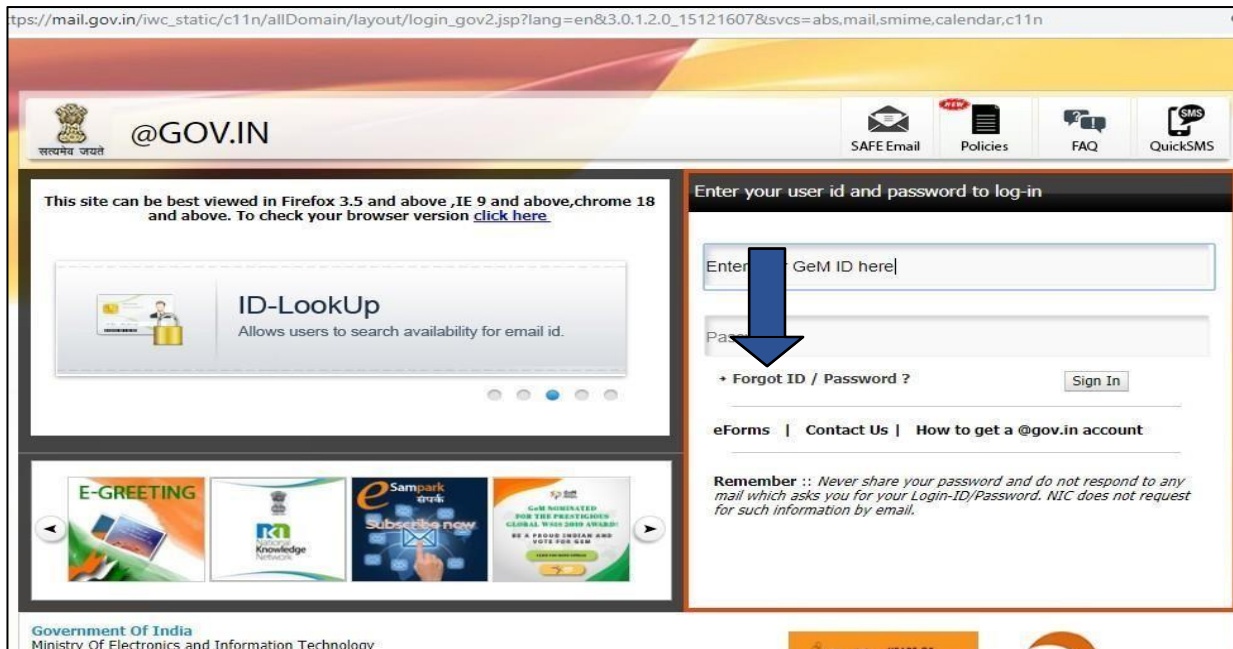 tps://mail.gov.in/iwc_static/c11n/allDomain/layout/login_gov2.jsp?lang=en&3.0.1.2.0_15121607&svcs=abs,mail,smime,calendar,c11n
सत्यमेव जयते
@GOV.IN
SAFE Email
NEW
Policies
FAQ
SMS
QuickSMS
This site can be best viewed in Firefox 3.5 and above ,IE 9 and above,chrome 18
and above. To check your browser version click here
ID-LookUp
Allows users to search availability for email id.
Enter your user id and password to log-in
Enter GeM ID here
Forgot ID / Password ?
Sign In
eForms | Contact Us | How to get a @gov.in account
Remember :: Never share your password and do not respond to any
mail which asks you for your Login-ID/Password. NIC does not request
for such information by email.
E-GREETING
National
Knowledge
Network
eSampark
संपर्क
Subscribe now
GeM NOMINATED
FOR THE PRESTIGIOUS
GLOBAL WSIS 2019 AWARD!
BE A PROUD INDIAN AND
VOTE FOR GEM
Government Of India
Ministry Of Electronics and Information Technology